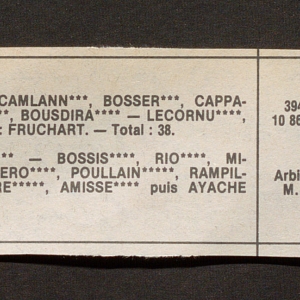 CAMLANN***, BOSSER***, CAPPA-
**, BOUSDIRA**** — LECORNU****,
: FRUCHART. — Total : 38.
** — BOSSIS****, RIO****, MI-
ERO****, POULLAIN*****, RAMPIL-
RE*****, AMISSE**** puis AYACHE
394
10 86
Arbi
M.